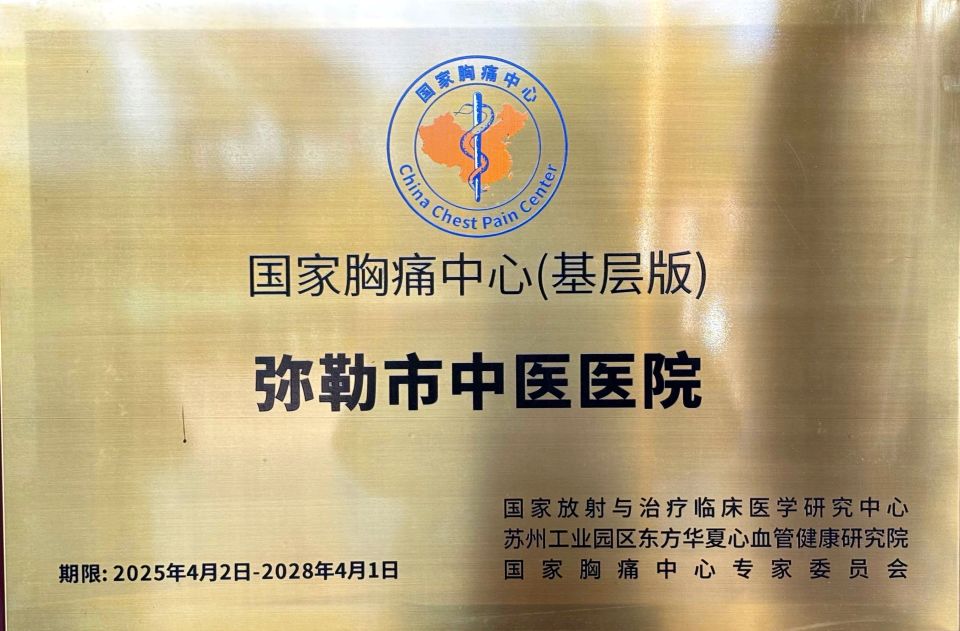 国家胸痛中心
China Chest Pain Center
国家胸痛中心(基层版)
弥勒市中医医院
国家放射与治疗临床医学研究中心
苏州工业园区东方华夏心血管健康研究院
国家胸痛中心专家委员会
期限: 2025年4月2日-2028年4月1日